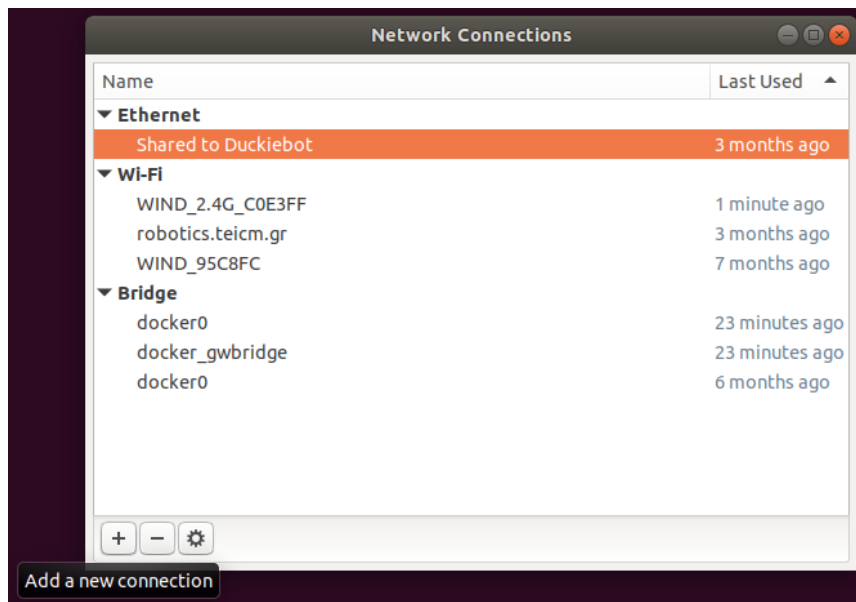 Network Connections
Name Last Used
Ethernet
Shared to Duckiebot 3 months ago
Wi-Fi
WIND_2.4G_C0E3FF 1 minute ago
robotics.teicm.gr 3 months ago
WIND_95C8FC 7 months ago
Bridge
docker0 23 minutes ago
docker_gwbridge 23 minutes ago
docker0 6 months ago
Add a new connection